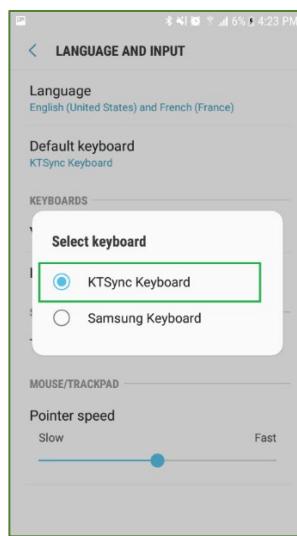 6% 4:23 PM
LANGUAGE AND INPUT
Language
English (United States) and French (France)
Default keyboard
KTSync Keyboard
KEYBOARDS
Select keyboard
KTSync Keyboard
Samsung Keyboard
MOUSE/TRACKPAD
Pointer speed
Slow Fast